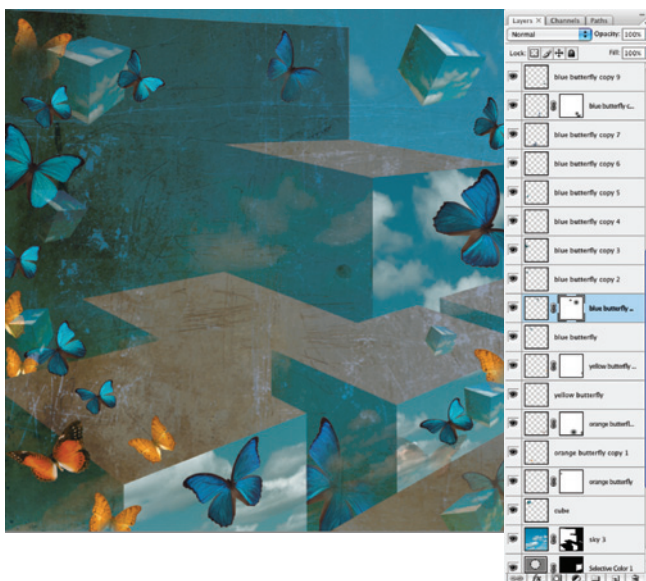 Layers × Channels Paths
Normal Opacity: 100%
Lock: Fill: 100%
blue butterfly copy 9
blue butterfly c...
blue butterfly copy 7
blue butterfly copy 6
blue butterfly copy 5
blue butterfly copy 4
blue butterfly copy 3
blue butterfly copy 2
blue butterfly ...
blue butterfly
yellow butterfly ...
yellow butterfly
orange butterfl...
orange butterfly copy 1
orange butterfly
cube
sky 3
Selective Color 1
fx